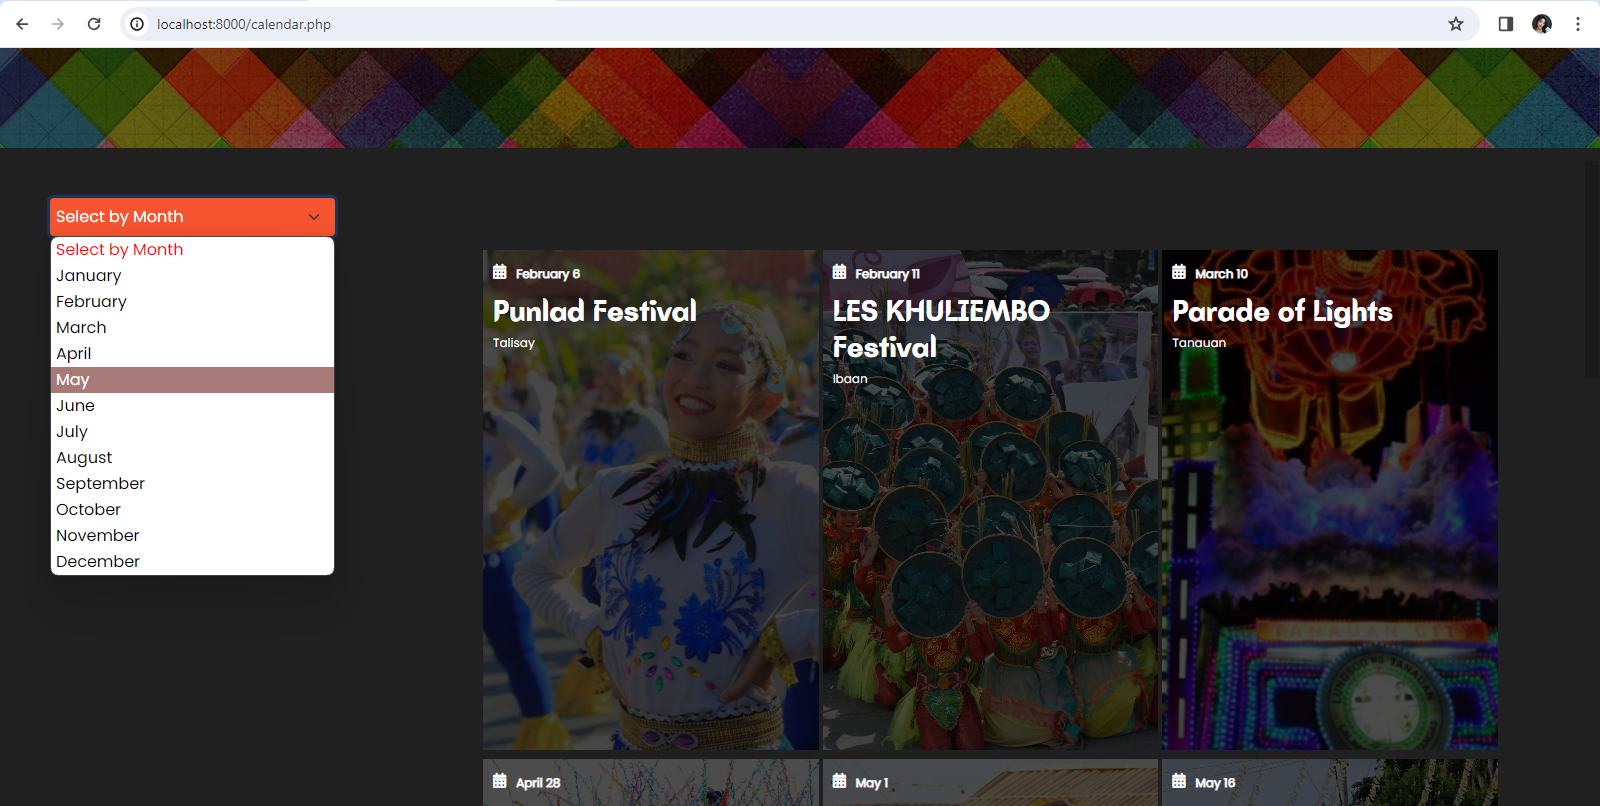 localhost:8000/calendar.php
Select by Month
Select by Month
January
February
March
April
May
June
July
August
September
October
November
December
February 6
Punlad Festival
Talisay
February 11
LES KHULIEMBO
Festival
Ibaan
March 10
Parade of Lights
Tanauan
TANAUAN CITY
April 28
May 1
May 16